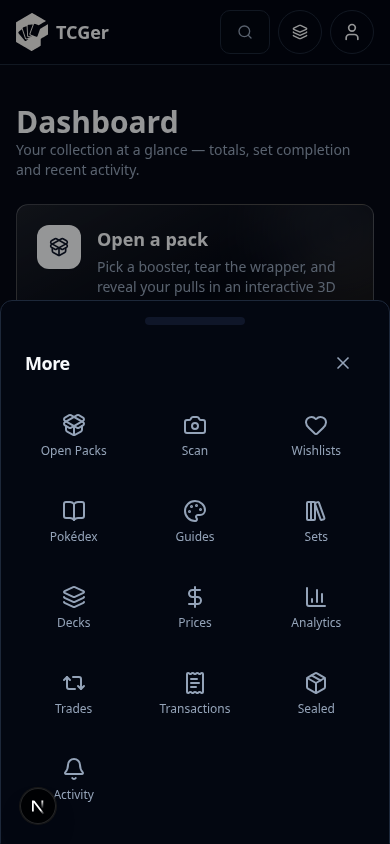 TCGer
Dashboard
Your collection at a glance — totals, set completion
and recent activity.
Open a pack
Pick a booster, tear the wrapper, and
reveal your pulls in an interactive 3D
More
Open Packs
Scan
Wishlists
Pokédex
Guides
Sets
Decks
Prices
Analytics
Trades
Transactions
Sealed
Activity
N